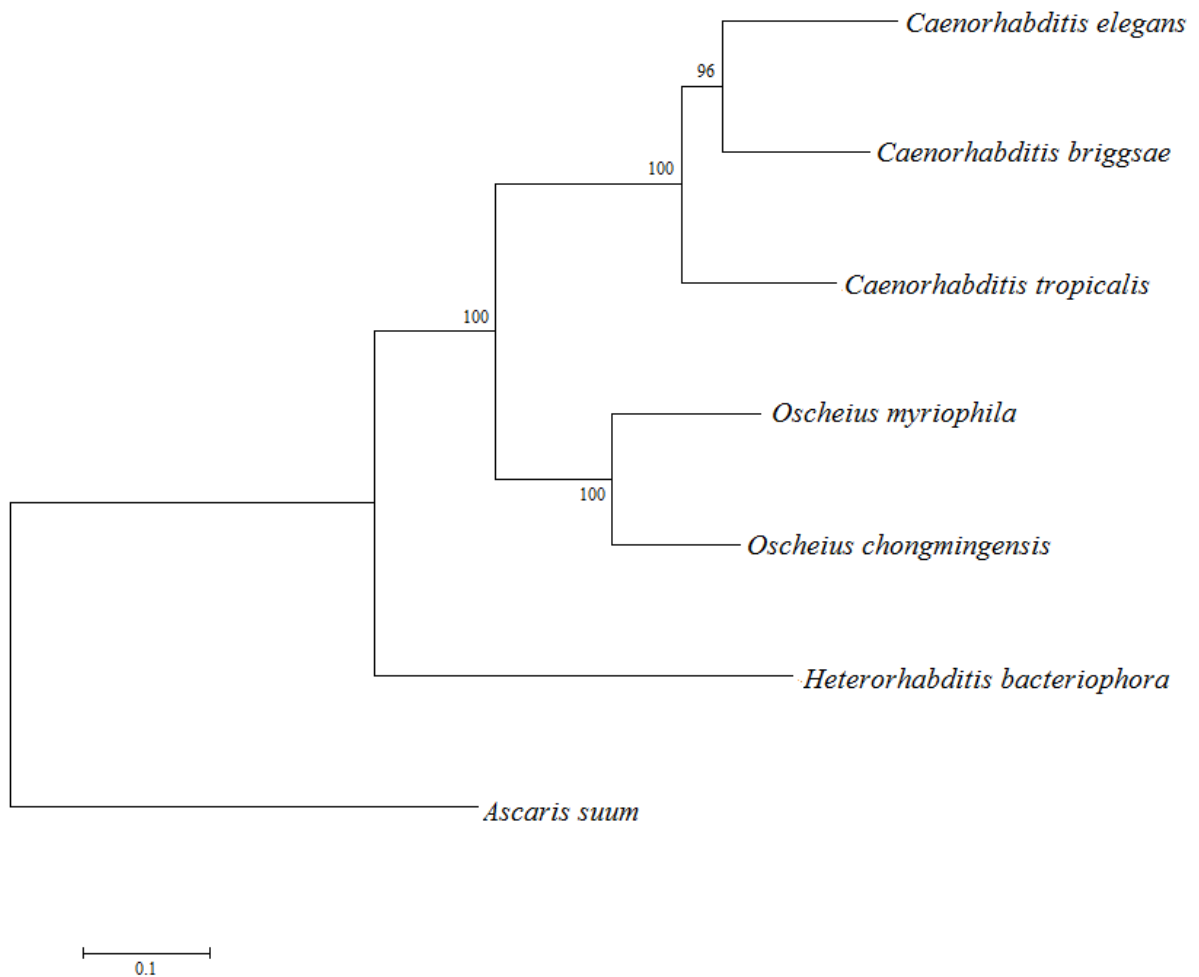 Caenorhabditis elegans
96
Caenorhabditis briggsae
100
Caenorhabditis tropicalis
100
Oscheius myriophila
100
Oscheius chongmingensis
Heterorhabditis bacteriophora
Ascaris suum
0.1